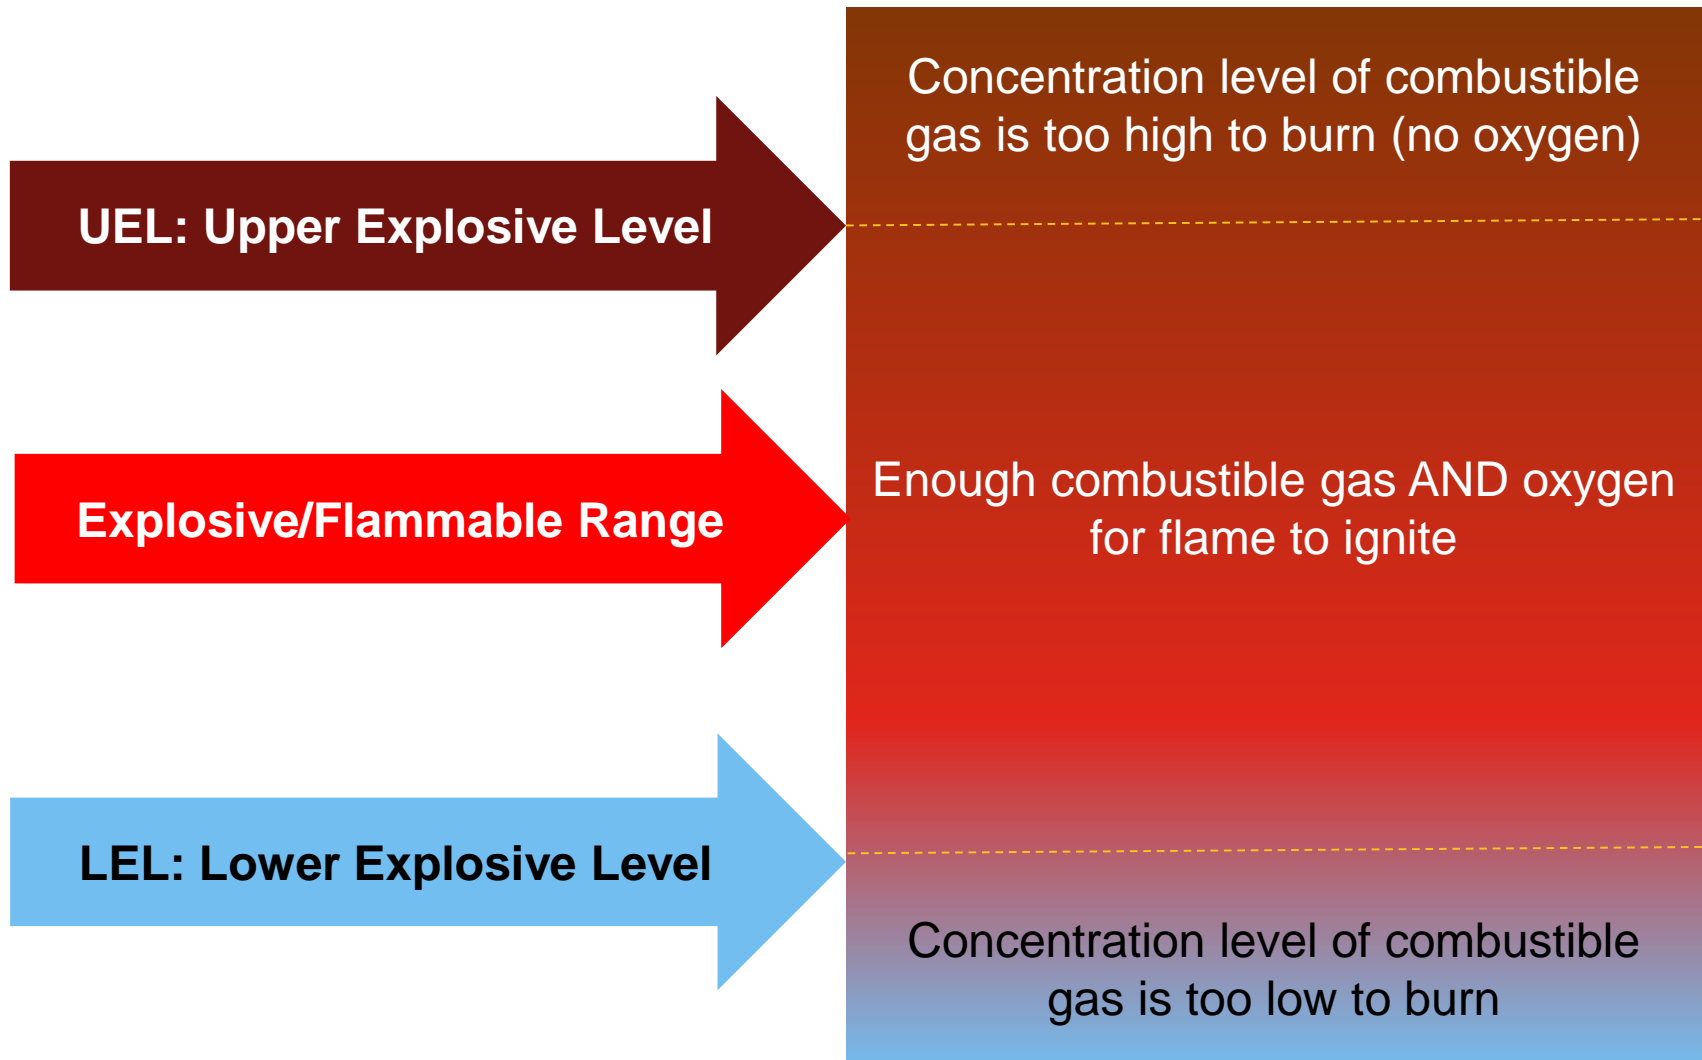 Concentration level of combustible
gas is too high to burn (no oxygen)
UEL: Upper Explosive Level
Enough combustible gas AND oxygen
for flame to ignite
Explosive/Flammable Range
LEL: Lower Explosive Level
Concentration level of combustible
gas is too low to burn